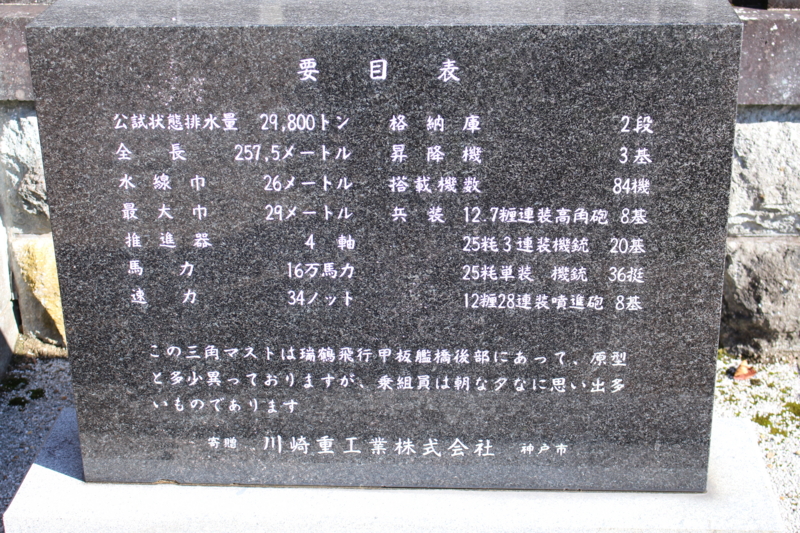 要目表
公試状態排水量 29,800トン 格納庫 2段
全長 257,5メートル 昇降機 3基
水線巾 26メートル 搭載機数 84機
最大巾 29メートル 兵装 12.7糎連装高角砲 8基
推進器 4軸 25粍3連装機銃 20基
馬力 16万馬力 25粍単装機銃 36挺
速力 34ノット 12糎28連装噴進砲 8基
この三角マストは瑞鶴飛行甲板艦橋後部にあって、原型
と多少異っておりますが、乗組員は朝な夕なに思い出多
いものであります
寄贈 川崎重工業株式会社 神戸市